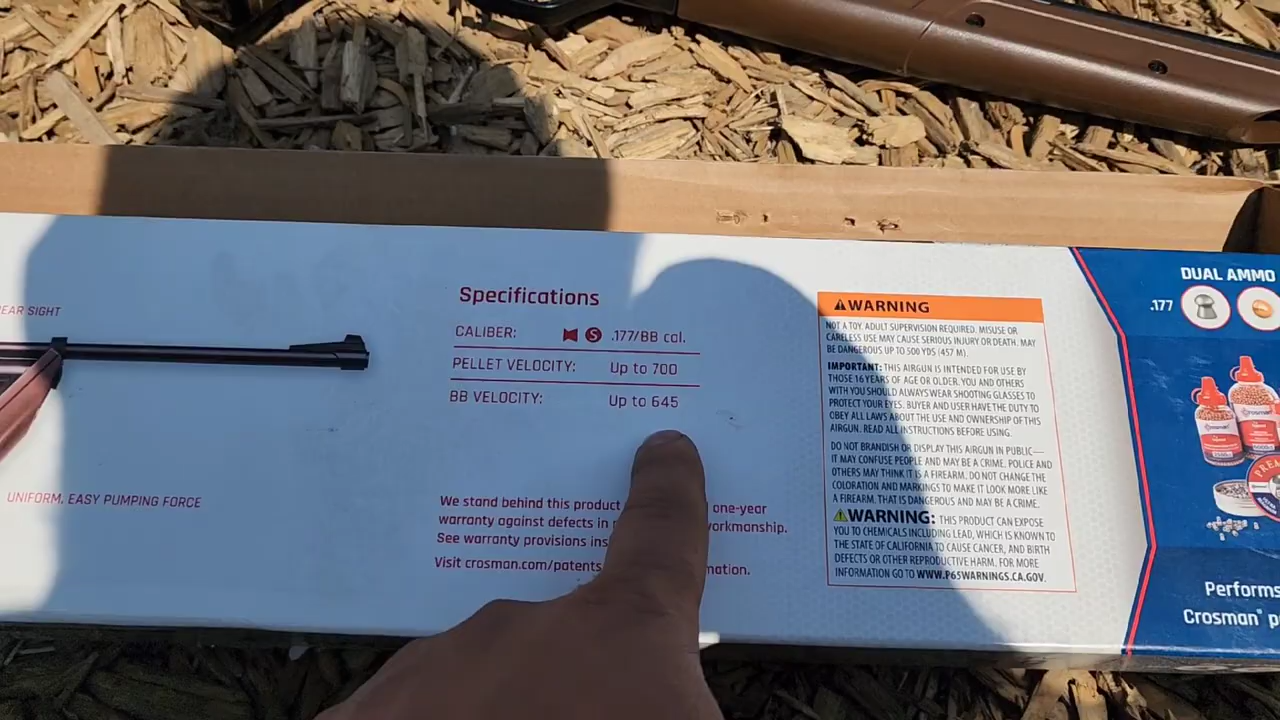 EAR SIGHT
UNIFORM, EASY PUMPING FORCE
Specifications
CALIBER: S .177/BB cal.
PELLET VELOCITY: Up to 700
BB VELOCITY: Up to 645
We stand behind this product one-year
warranty against defects in workmanship.
See warranty provisions
Visit crosman.com/patents
WARNING
NOT A TOY. ADULT SUPERVISION REQUIRED. MISUSE OR
CARELESS USE MAY CAUSE SERIOUS INJURY OR DEATH. MAY
BE DANGEROUS UP TO 500 YDS (457 M).
IMPORTANT: THIS AIRGUN IS INTENDED FOR USE BY
THOSE 16 YEARS OF AGE OR OLDER. YOU AND OTHERS
WITH YOU SHOULD ALWAYS WEAR SHOOTING GLASSES TO
PROTECT YOUR EYES. BUYER AND USER HAVE THE DUTY TO
OBEY ALL LAWS ABOUT THE USE AND OWNERSHIP OF THIS
AIRGUN. READ ALL INSTRUCTIONS BEFORE USING.
DO NOT BRANDISH OR DISPLAY THIS AIRGUN IN PUBLIC—
IT MAY CONFUSE PEOPLE AND MAY BE A CRIME. POLICE AND
OTHERS MAY THINK IT IS A FIREARM. DO NOT CHANGE THE
COLORATION AND MARKINGS TO MAKE IT LOOK MORE LIKE
A FIREARM. THAT IS DANGEROUS AND MAY BE A CRIME.
WARNING: THIS PRODUCT CAN EXPOSE
YOU TO CHEMICALS INCLUDING LEAD, WHICH IS KNOWN TO
THE STATE OF CALIFORNIA TO CAUSE CANCER, AND BIRTH
DEFECTS OR OTHER REPRODUCTIVE HARM. FOR MORE
INFORMATION GO TO WWW.P65WARNINGS.CA.GOV.
DUAL AMMO
.177
Performs
Crosman® p